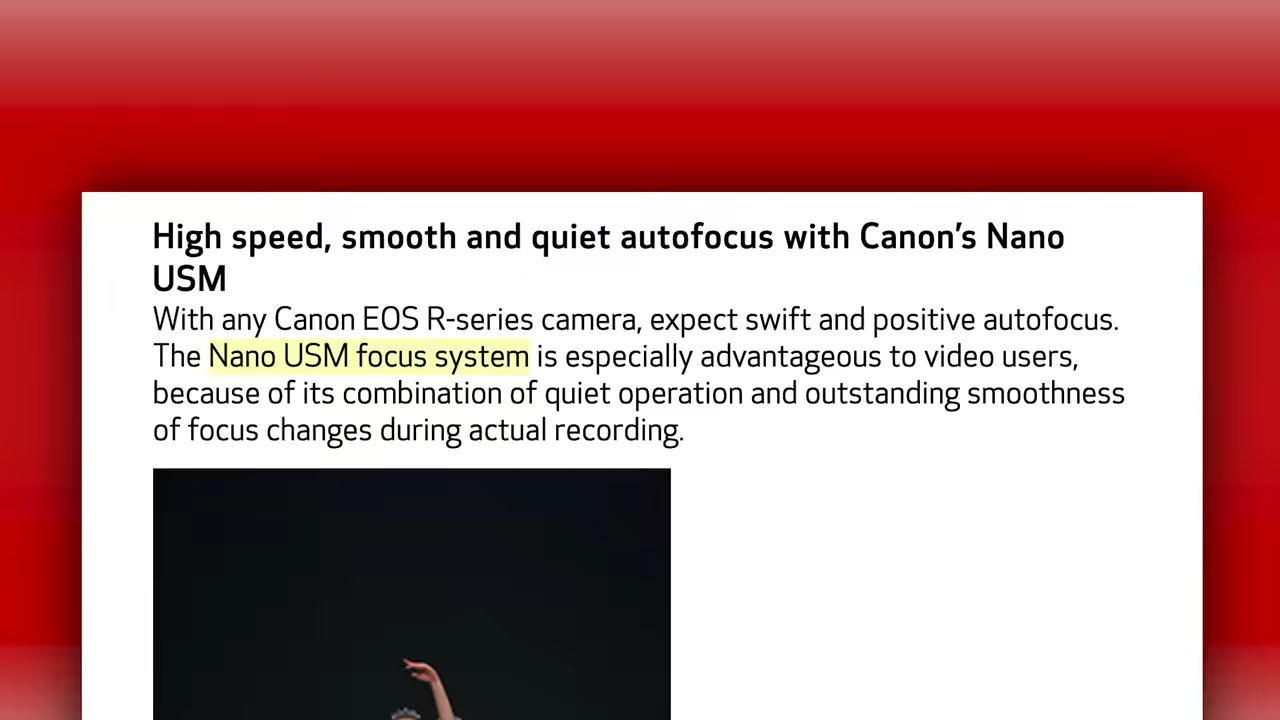 High speed, smooth and quiet autofocus with Canon’s Nano
USM
With any Canon EOS R-series camera, expect swift and positive autofocus.
The Nano USM focus system is especially advantageous to video users,
because of its combination of quiet operation and outstanding smoothness
of focus changes during actual recording.